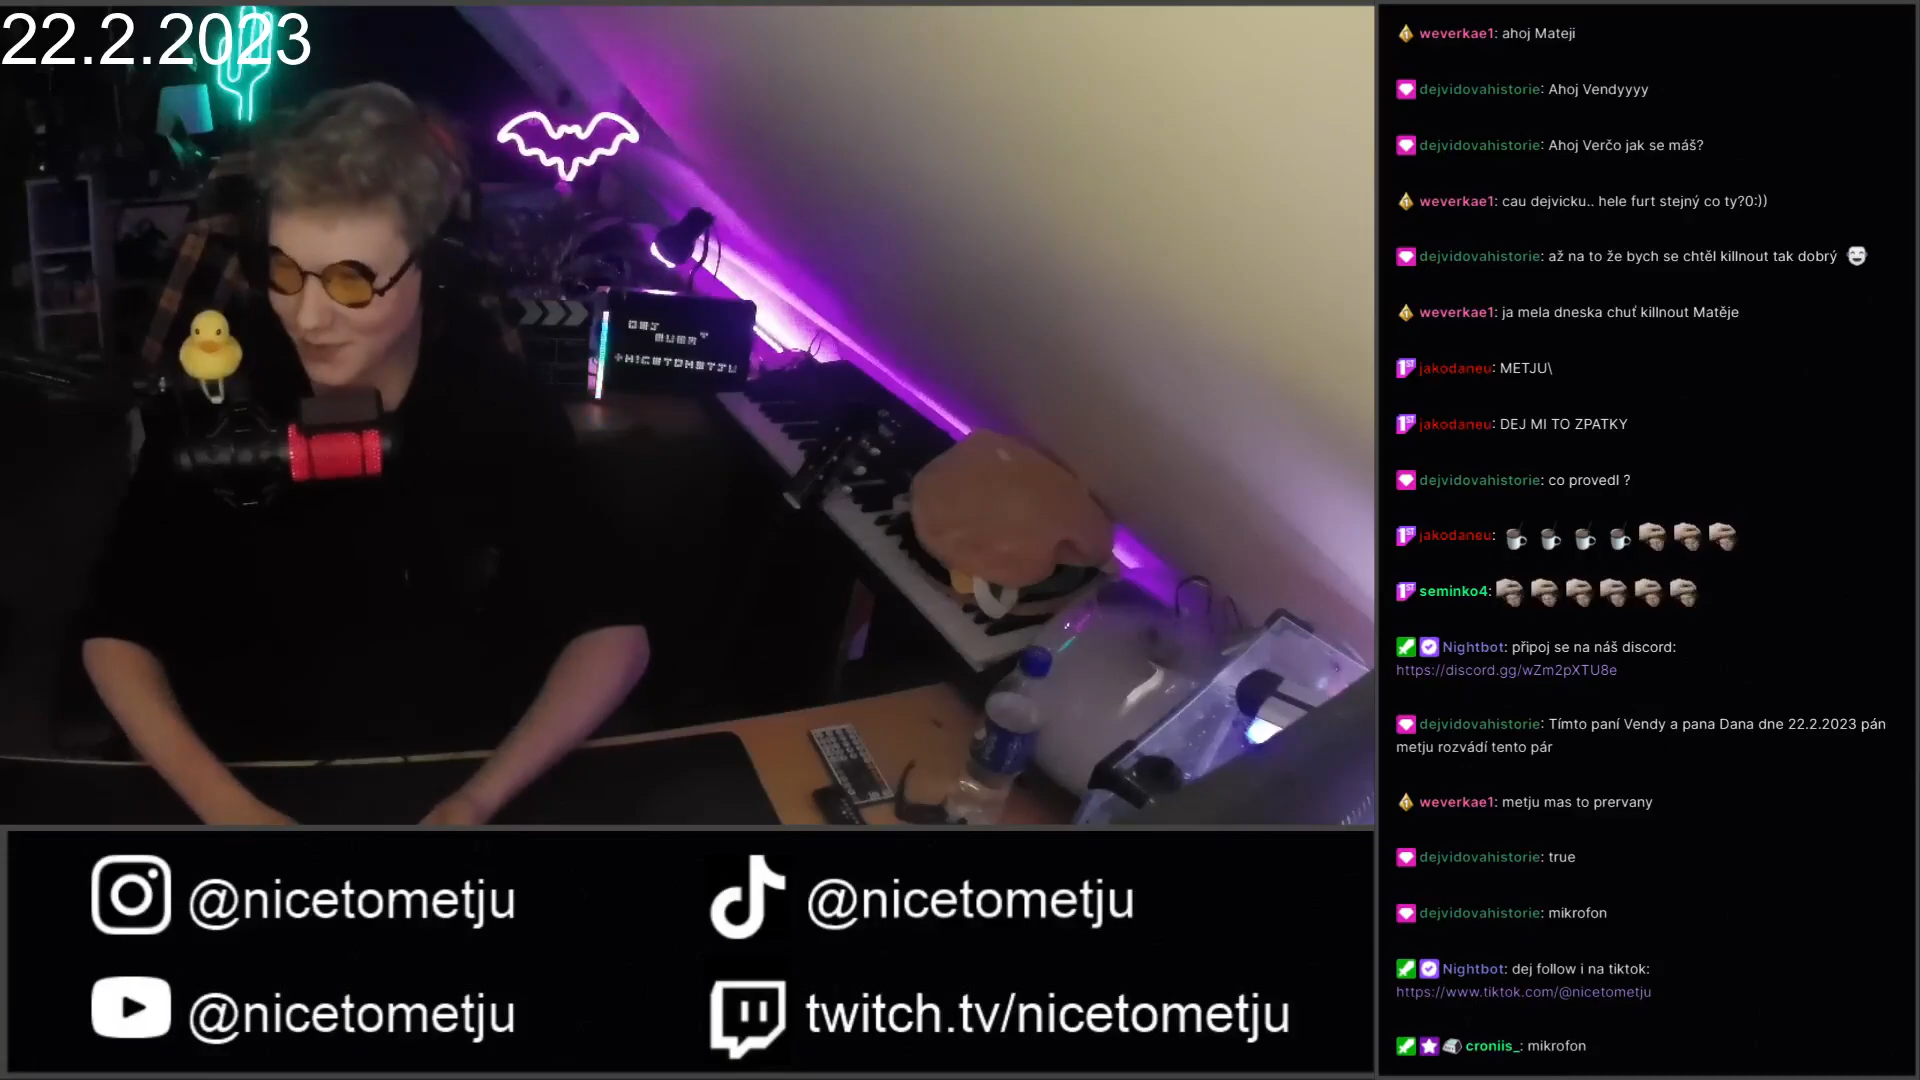 22.2.2023
weverkae1: ahoj Mateji
dejvidovahistorie: Ahoj Vendyyyy
dejvidovahistorie: Ahoj Verčo jak se máš?
weverkae1: cau dejvicku.. hele furt stejný co ty?0:))
dejvidovahistorie: až na to že bych se chtěl killnout tak dobrý
weverkae1: ja mela dneska chuť killnout Matěje
jakodaneu: METJU\
jakodaneu: DEJ MI TO ZPATKY
dejvidovahistorie: co provedl ?
jakodaneu:
seminko4:
Nightbot: připoj se na náš discord:
https://discord.gg/wZm2pXTU8e
dejvidovahistorie: Tímto paní Vendy a pana Dana dne 22.2.2023 pán
metju rozvádí tento pár
weverkae1: metju mas to prervany
dejvidovahistorie: true
dejvidovahistorie: mikrofon
Nightbot: dej follow i na tiktok:
https://www.tiktok.com/@nicetometju
croniis_: mikrofon
+NICETOMETJU
@nicetometju
@nicetometju
@nicetometju
twitch.tv/nicetometju